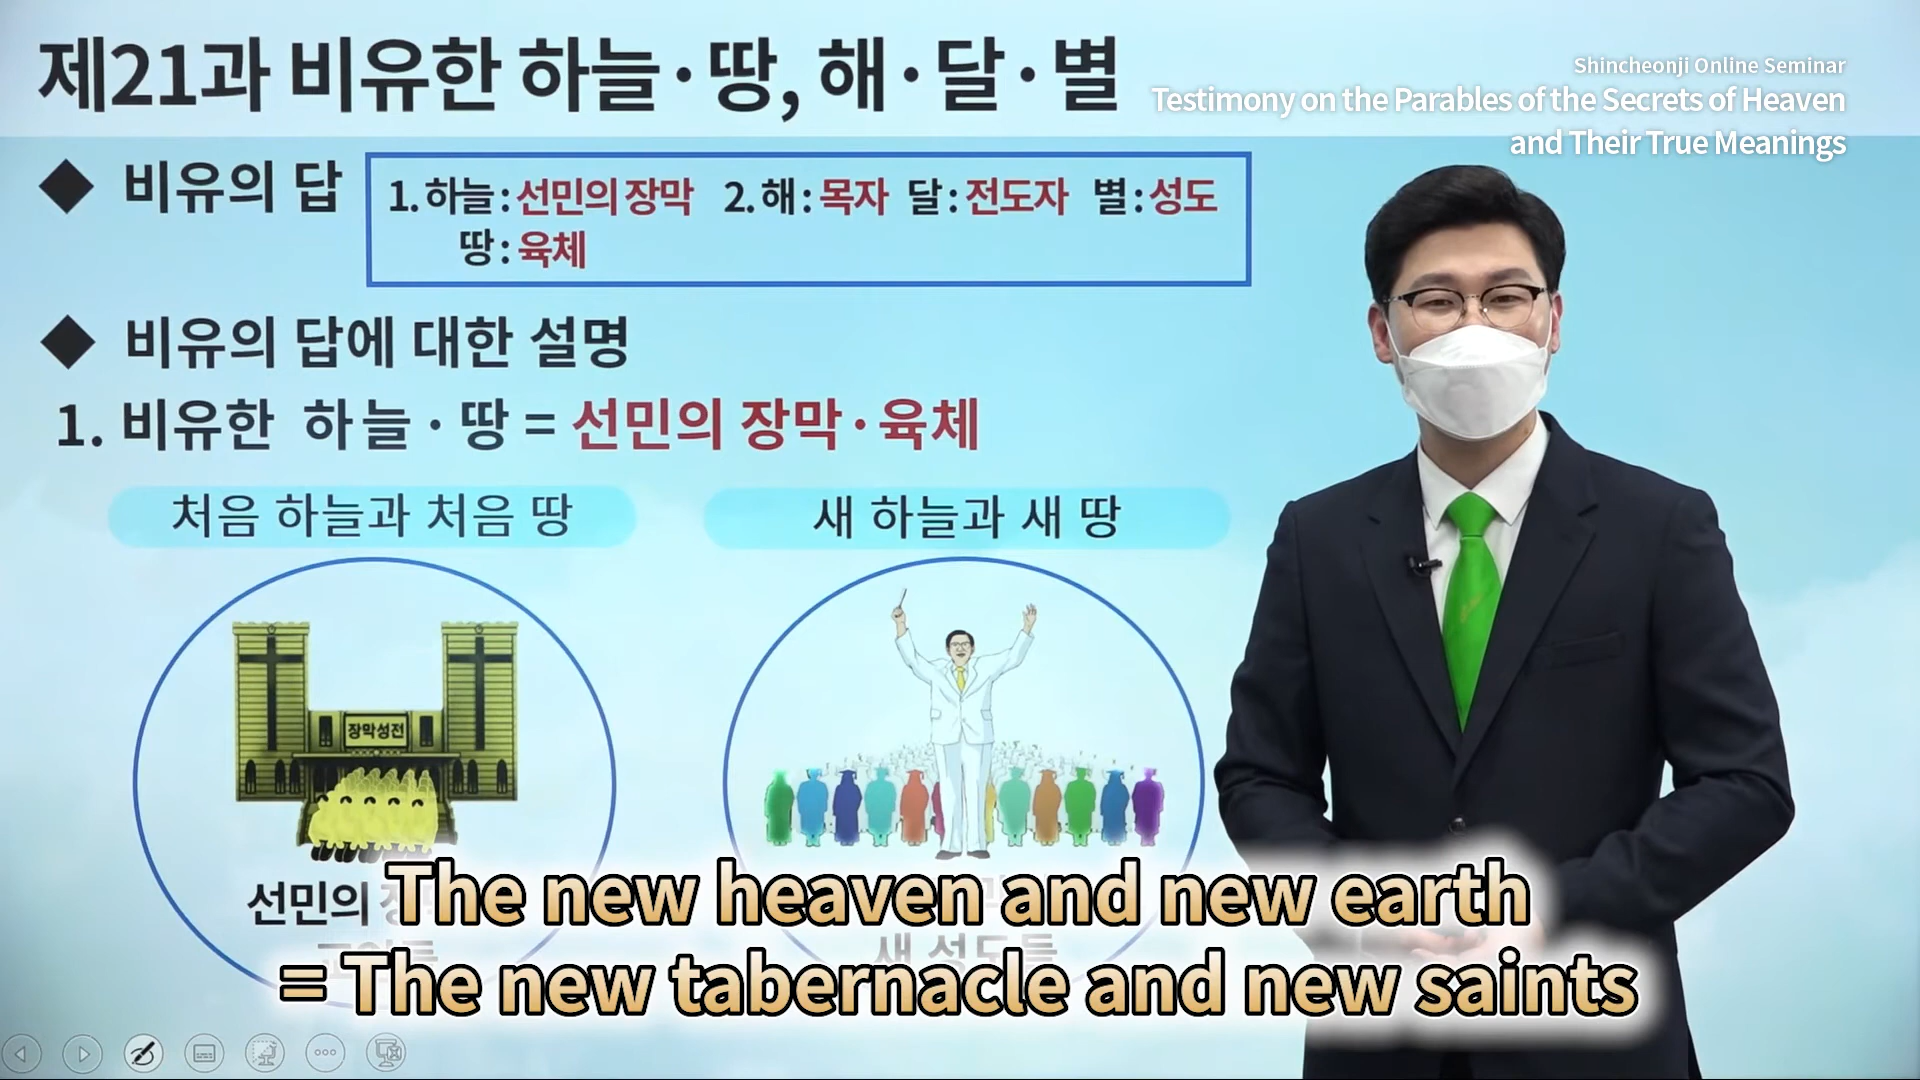 제21과 비유한 하늘·땅, 해·달·별
Shincheonji Online Seminar
Testimony on the Parables of the Secrets of Heaven
and Their True Meanings
◆ 비유의 답
1. 하늘 : 선민의 장막 2. 해 : 목자 달 : 전도자 별 : 성도
땅 : 육체
◆ 비유의 답에 대한 설명
1. 비유한 하늘·땅 = 선민의 장막·육체
처음 하늘과 처음 땅
새 하늘과 새 땅
장막성전
선민의
The new heaven and new earth
= The new tabernacle and new saints